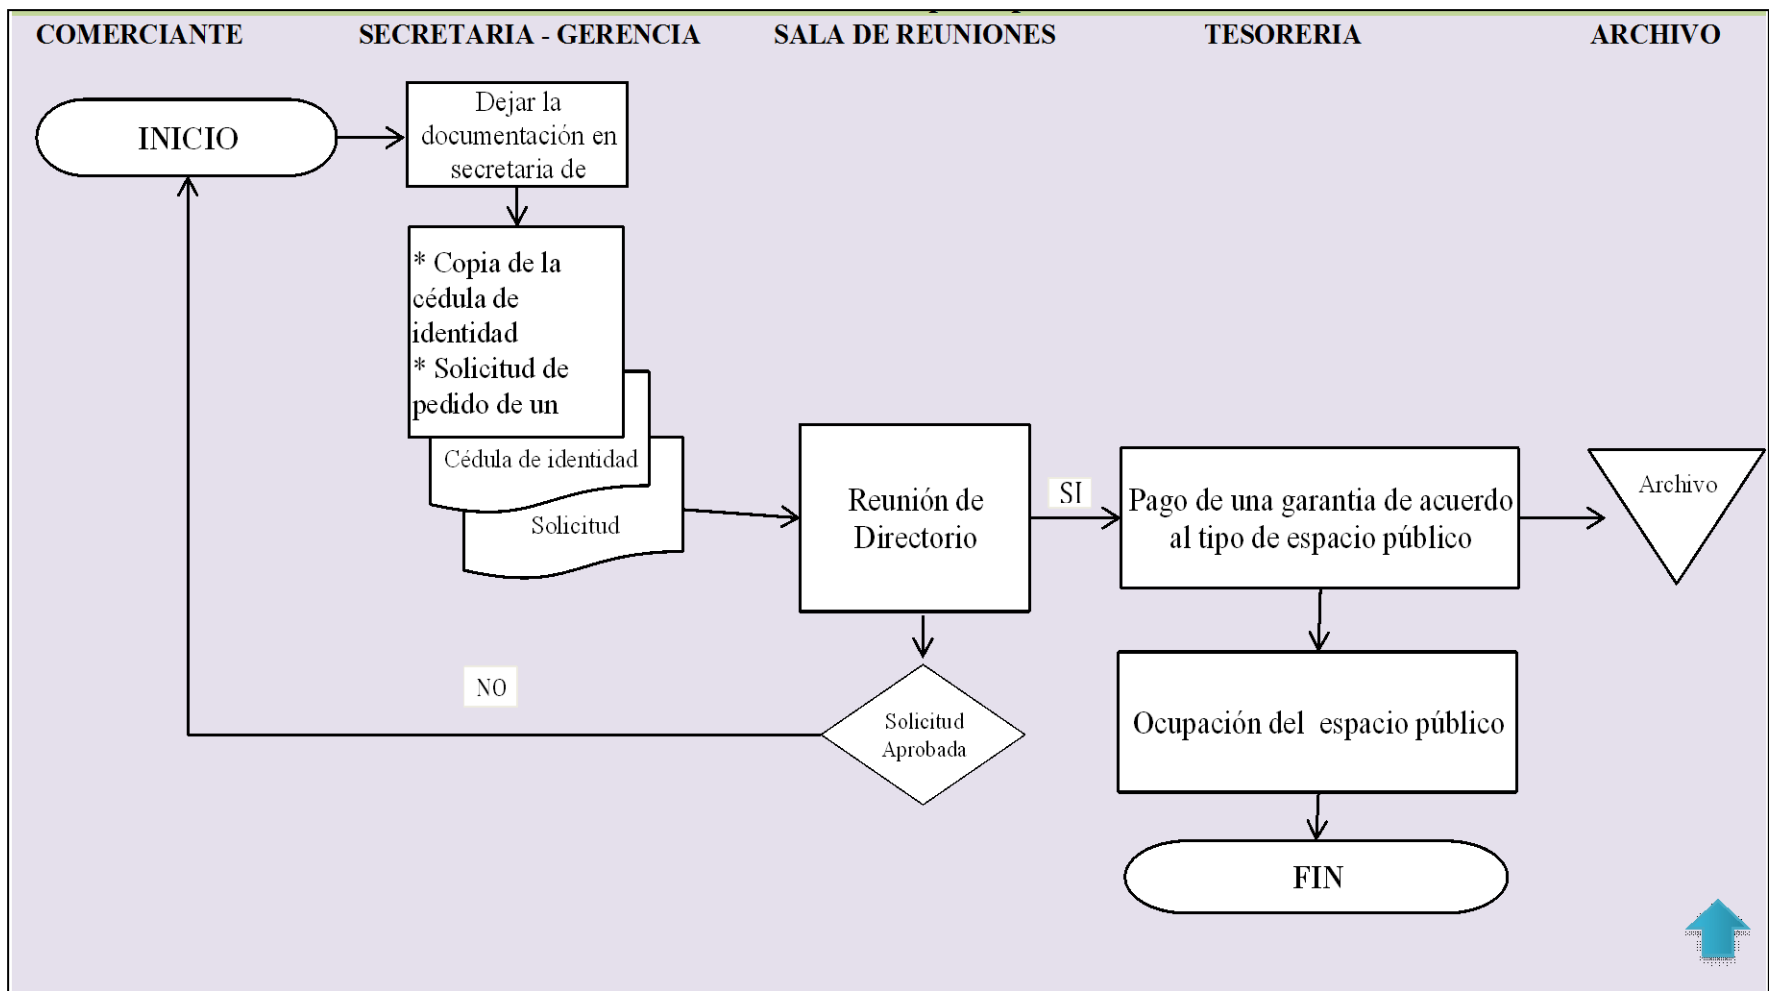 COMERCIANTE
SECRETARIA - GERENCIA
SALA DE REUNIONES
TESORERIA
ARCHIVO
INICIO
Dejar la
documentación en
secretaria de
* Copia de la
cédula de
identidad
* Solicitud de
pedido de un
Cédula de identidad
Solicitud
Reunión de
Directorio
SI
Pago de una garantia de acuerdo
al tipo de espacio público
Archivo
NO
Solicitud
Aprobada
Ocupación del espacio público
FIN